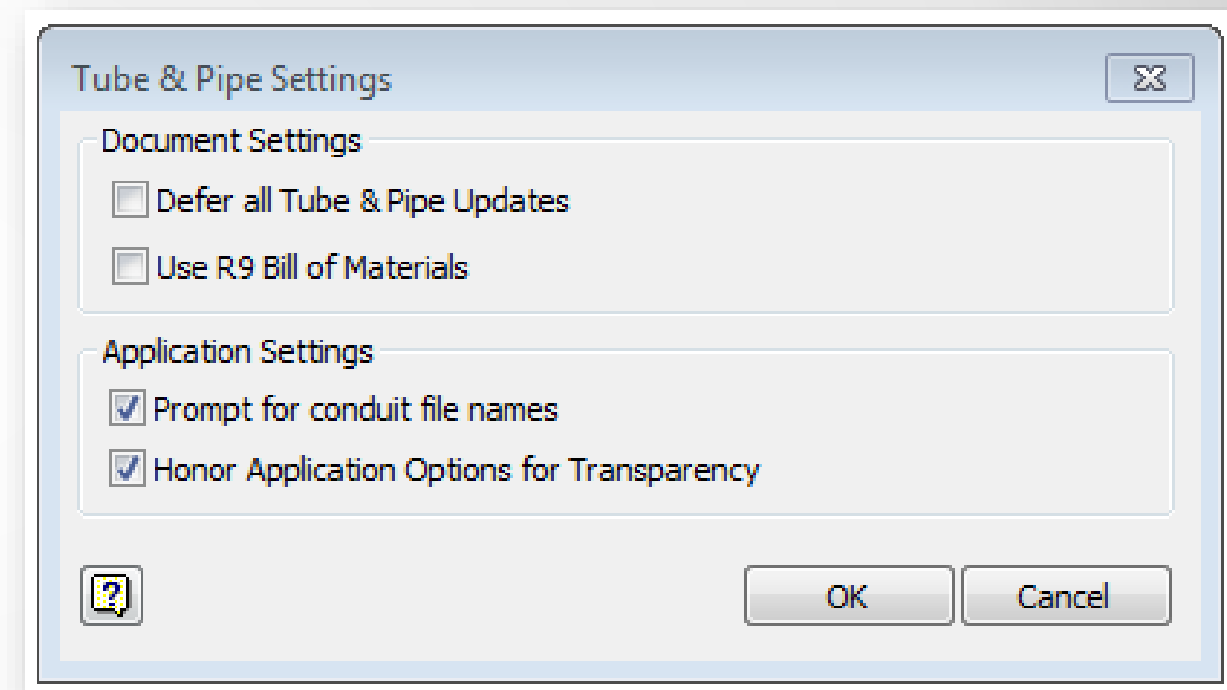 Tube & Pipe Settings
Document Settings
Defer all Tube & Pipe Updates
Use R9 Bill of Materials
Application Settings
Prompt for conduit file names
Honor Application Options for Transparency
?
OK Cancel